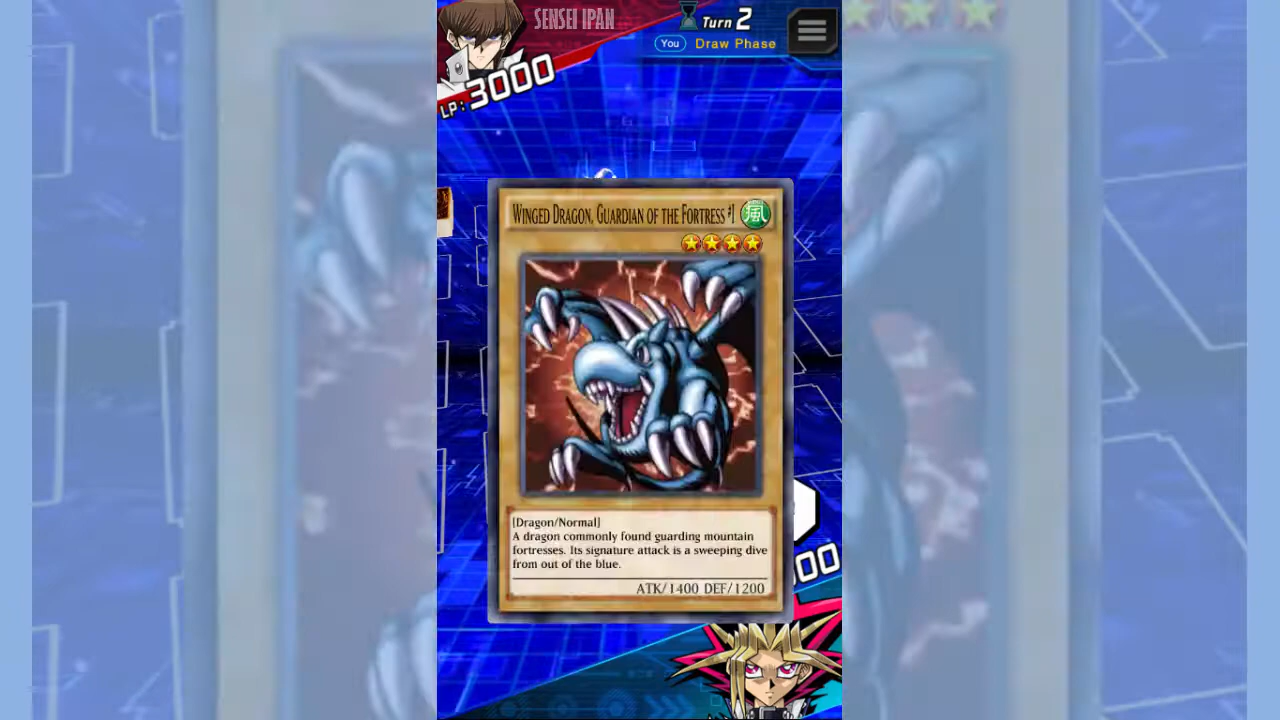 SENSEI IPAN
Turn 2
You Draw Phase
LP: 3000
WINGED DRAGON, GUARDIAN OF THE FORTRESS #1 風
[Dragon/Normal]
A dragon commonly found guarding mountain
fortresses. Its signature attack is a sweeping dive
from out of the blue.
ATK/1400 DEF/1200